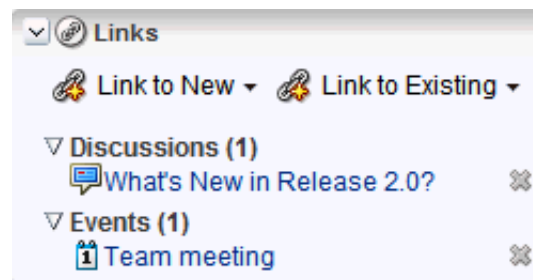 Links
Link to New Link to Existing
Discussions (1)
What's New in Release 2.0?
Events (1)
1 Team meeting